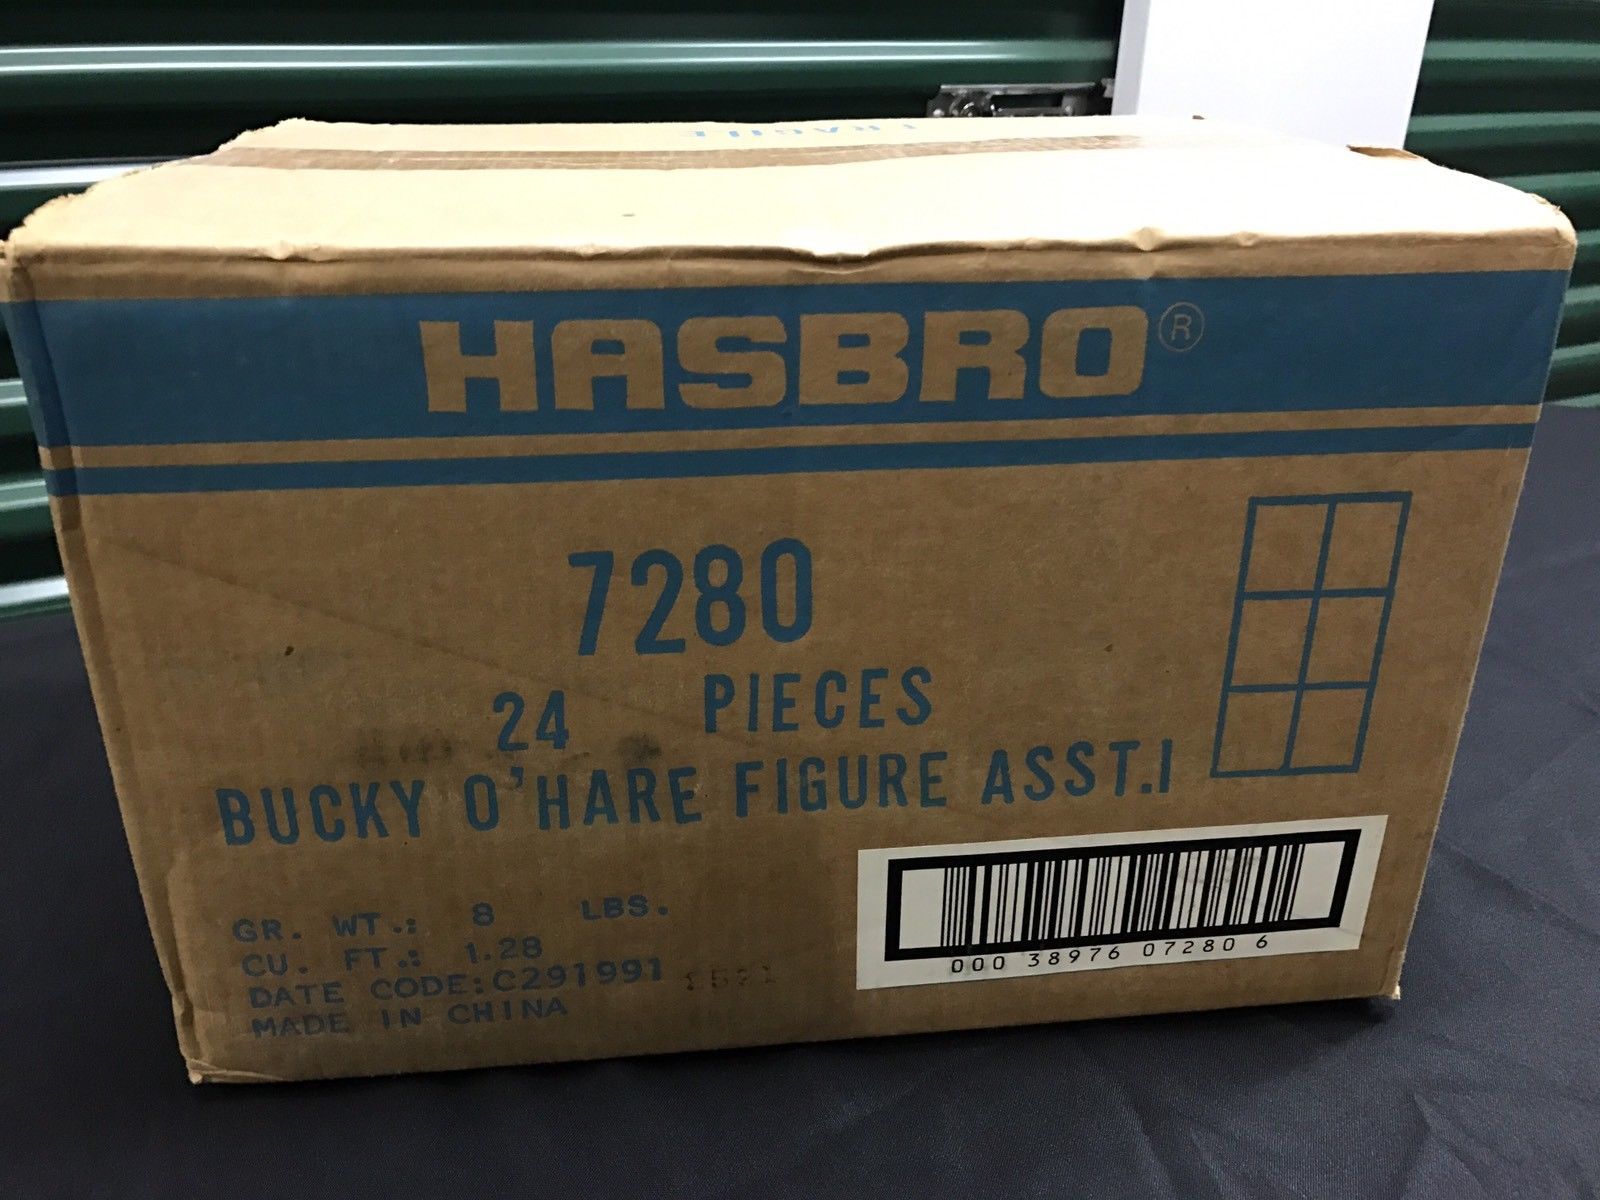 FRAGILE
HASBRO®
7280
24 PIECES
BUCKY O'HARE FIGURE ASST.I
GR. WT.: 8 LBS.
CU. FT.: 1.28
DATE CODE:C291991
MADE IN CHINA
000 38976 07280 6